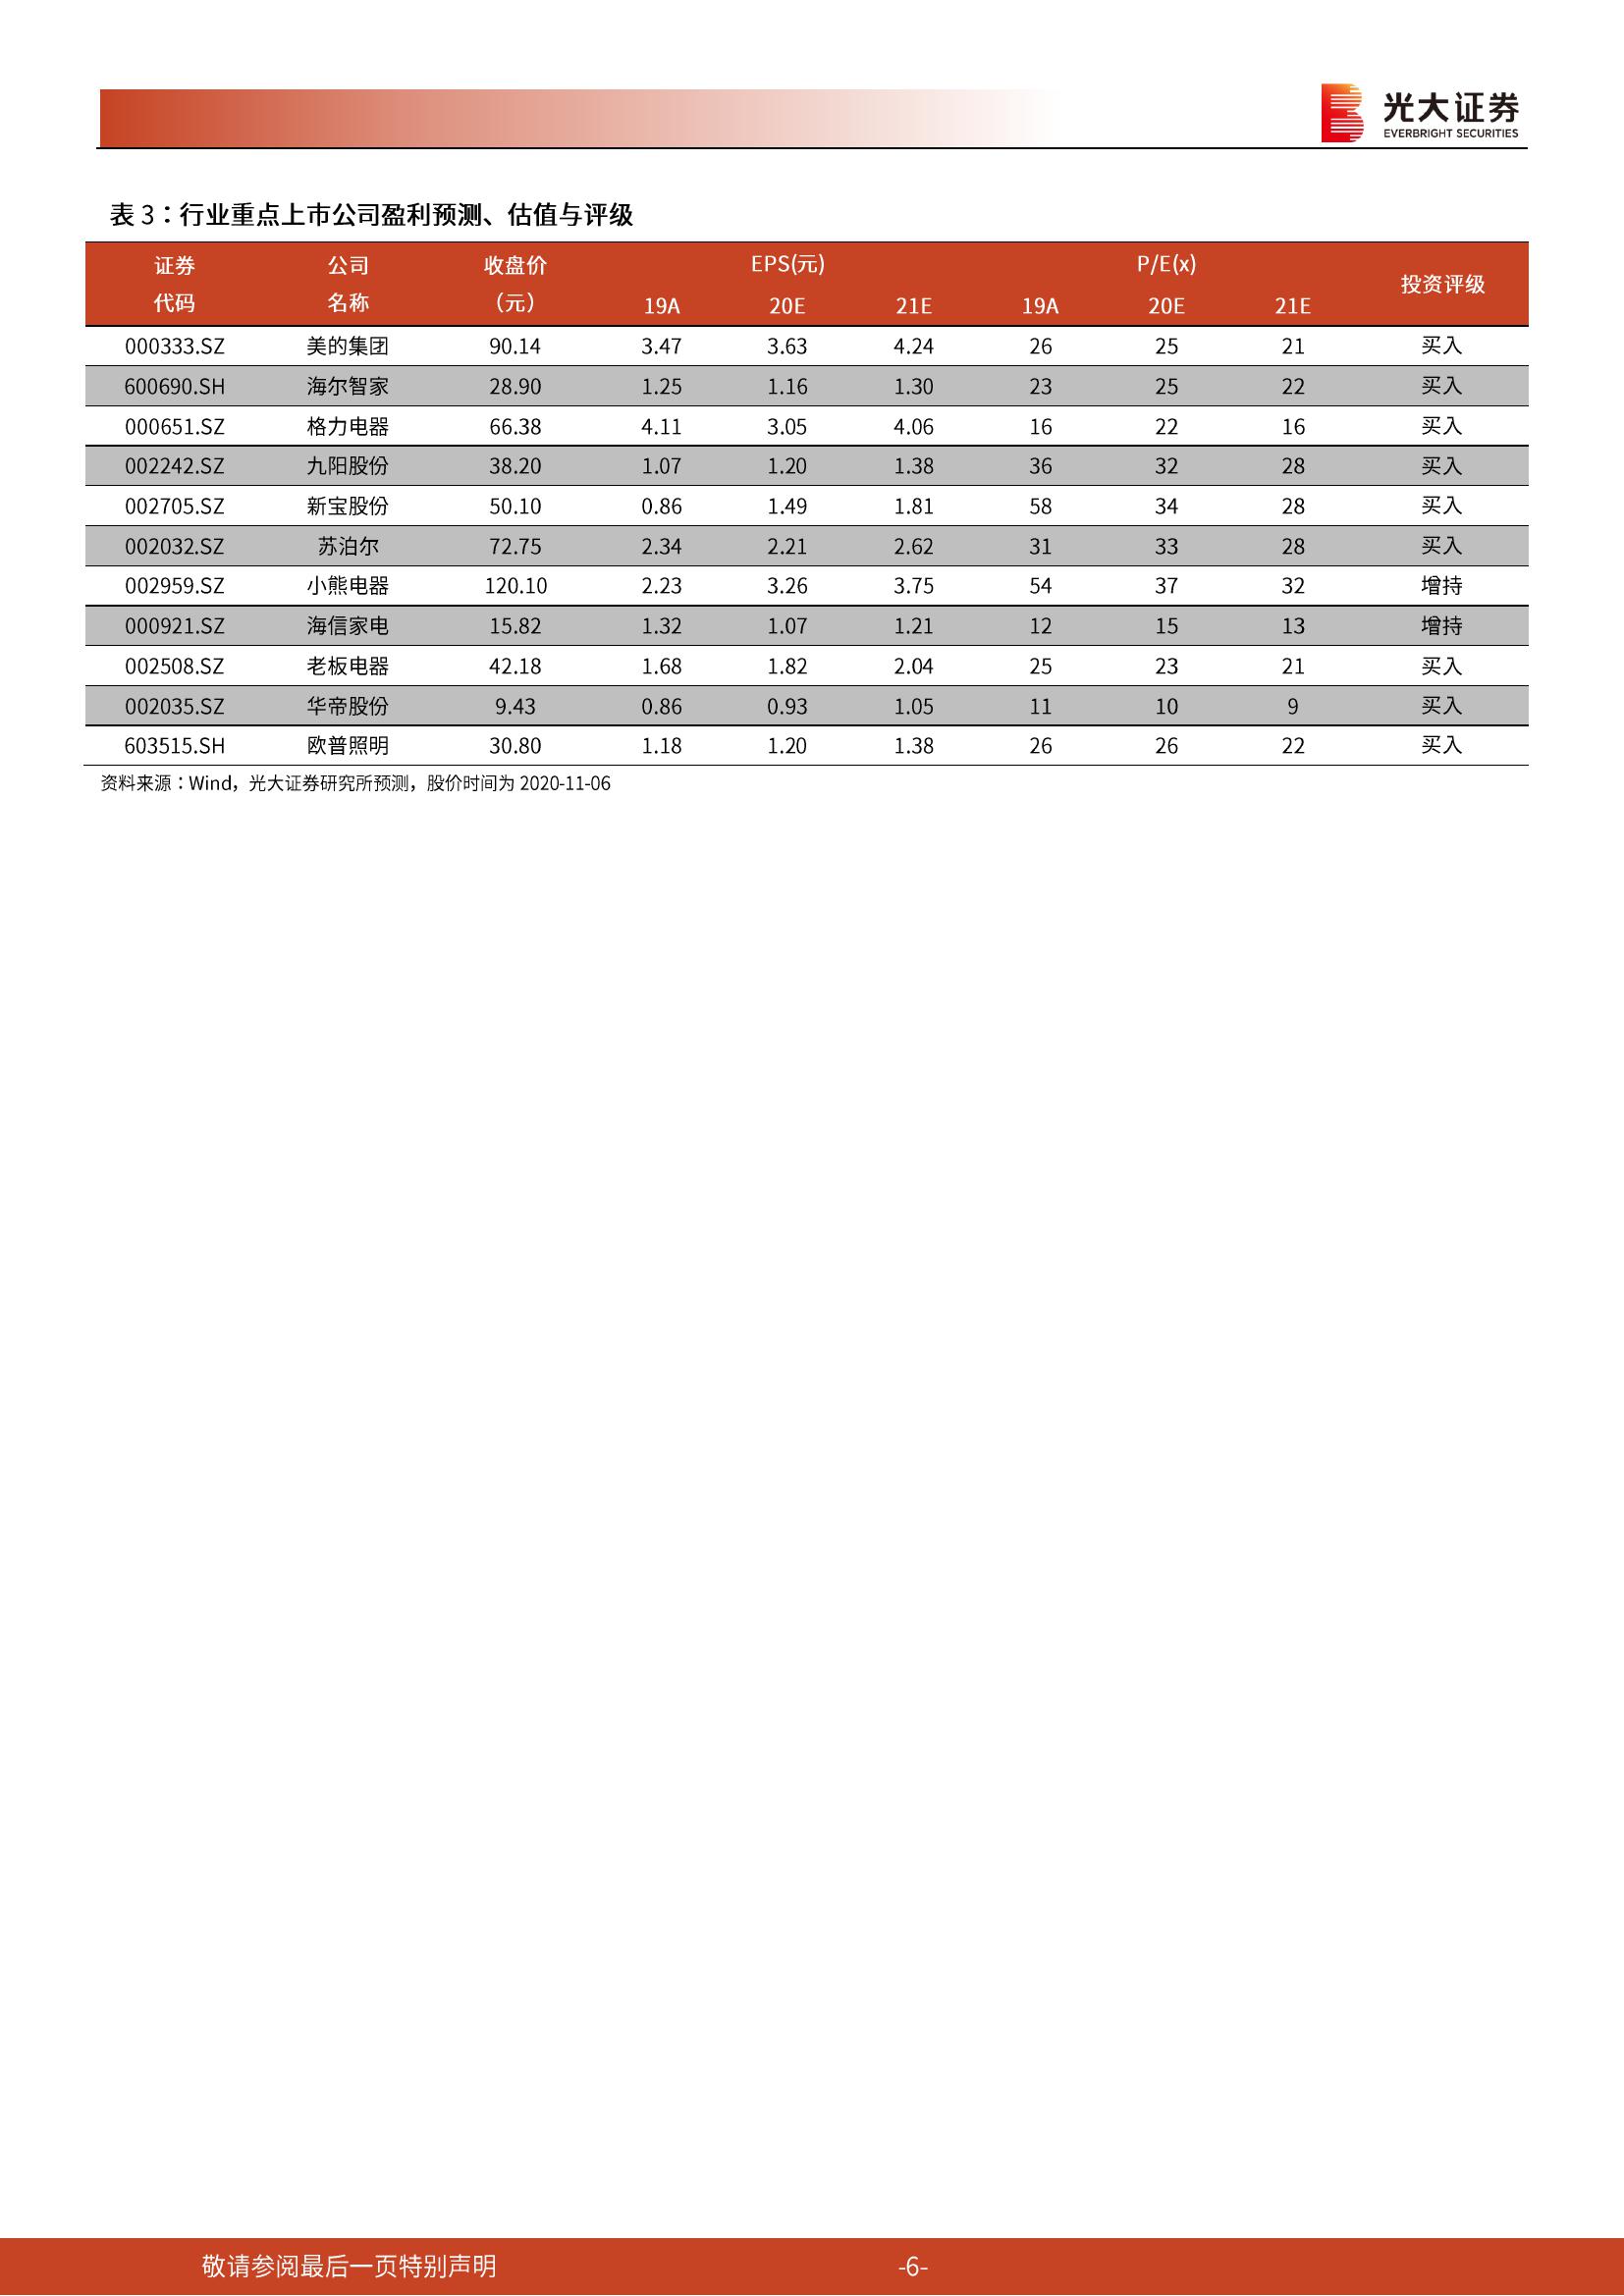 光大证券
EVERBRIGHT SECURITIES
表 3：行业重点上市公司盈利预测、估值与评级
证券代码 公司名称 收盘价（元） EPS(元) P/E(x) 投资评级
19A 20E 21E 19A 20E 21E
000333.SZ 美的集团 90.14 3.47 3.63 4.24 26 25 21 买入
600690.SH 海尔智家 28.90 1.25 1.16 1.30 23 25 22 买入
000651.SZ 格力电器 66.38 4.11 3.05 4.06 16 22 16 买入
002242.SZ 九阳股份 38.20 1.07 1.20 1.38 36 32 28 买入
002705.SZ 新宝股份 50.10 0.86 1.49 1.81 58 34 28 买入
002032.SZ 苏泊尔 72.75 2.34 2.21 2.62 31 33 28 买入
002959.SZ 小熊电器 120.10 2.23 3.26 3.75 54 37 32 增持
000921.SZ 海信家电 15.82 1.32 1.07 1.21 12 15 13 增持
002508.SZ 老板电器 42.18 1.68 1.82 2.04 25 23 21 买入
002035.SZ 华帝股份 9.43 0.86 0.93 1.05 11 10 9 买入
603515.SH 欧普照明 30.80 1.18 1.20 1.38 26 26 22 买入
资料来源：Wind，光大证券研究所预测，股价时间为 2020-11-06
敬请参阅最后一页特别声明 -6-